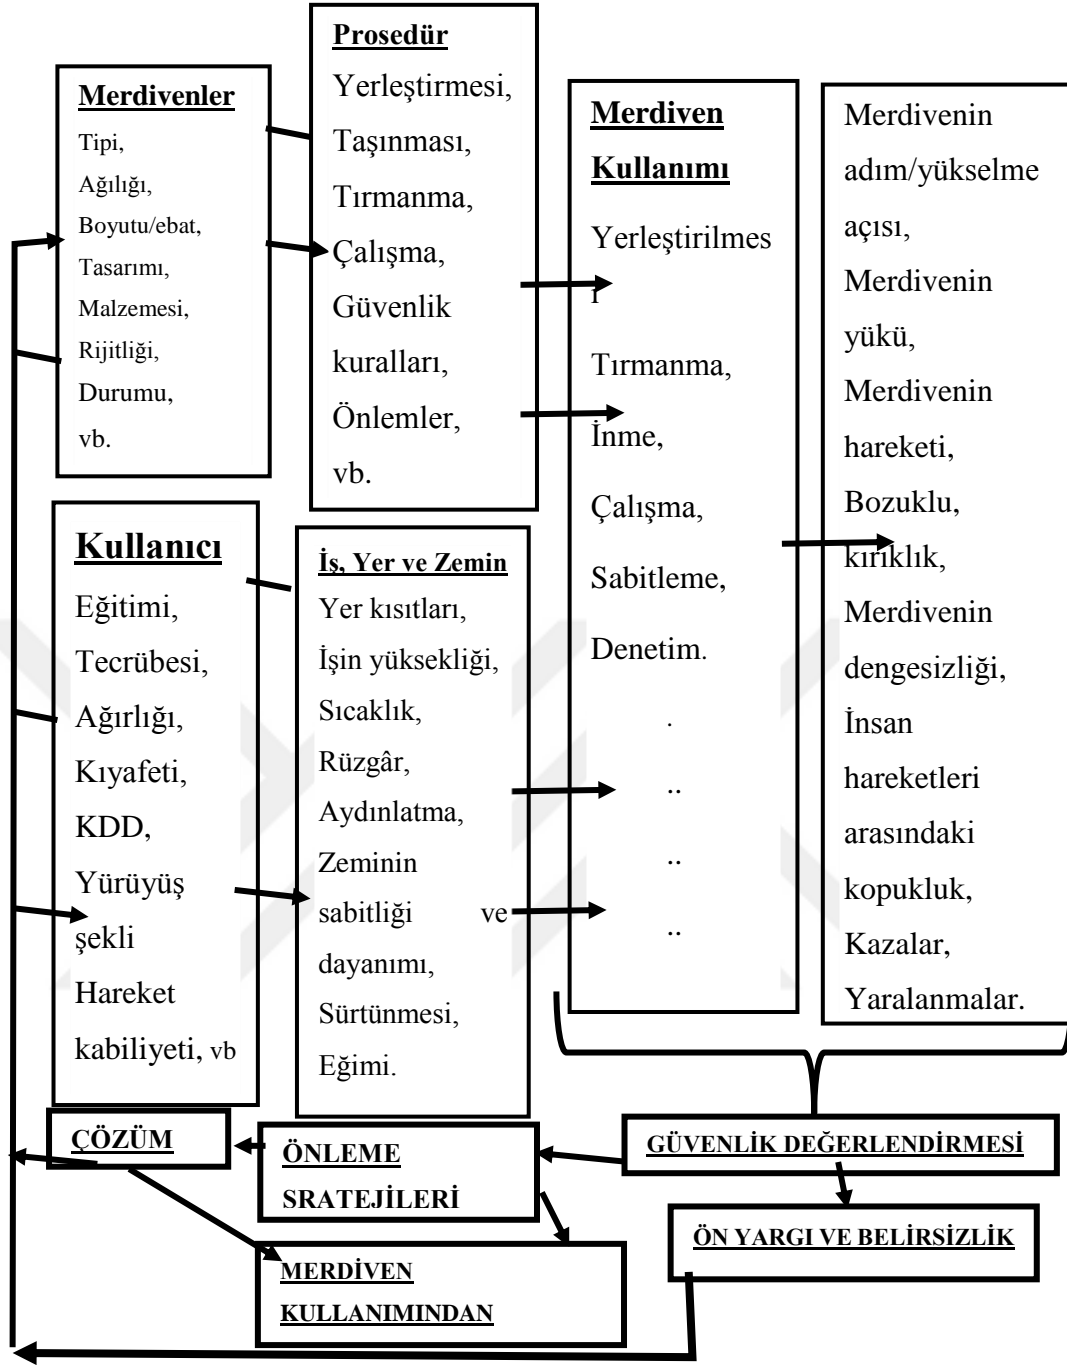 Merdivenler
Tipi,
Ağılığı,
Boyutu/ebat,
Tasarımı,
Malzemesi,
Rijitliği,
Durumu,
vb.
Prosedür
Yerleştirmesi,
Taşınması,
Tırmanma,
Çalışma,
Güvenlik
kuralları,
Önlemler,
vb.
Merdiven
Kullanımı
Yerleştirilmes
i
Tırmanma,
İnme,
Çalışma,
Sabitleme,
Denetim.
.
..
..
..
Merdivenin
adım/yükselme
açısı,
Merdivenin
yükü,
Merdivenin
hareketi,
Bozuklu,
kırıklık,
Merdivenin
dengesizliği,
İnsan
hareketleri
arasındaki
kopukluk,
Kazalar,
Yaralanmalar.
Kullanıcı
Eğitimi,
Tecrübesi,
Ağırlığı,
Kıyafeti,
KDD,
Yürüyüş
şekli
Hareket
kabiliyeti, vb
İş, Yer ve Zemin
Yer kısıtları,
İşin yüksekliği,
Sıcaklık,
Rüzgâr,
Aydınlatma,
Zeminin
sabitliği ve
dayanımı,
Sürtünmesi,
Eğimi.
ÇÖZÜM
ÖNLEME
SRATEJİLERİ
GÜVENLİK DEĞERLENDİRMESİ
ÖN YARGI VE BELİRSİZLİK
MERDİVEN
KULLANIMINDAN